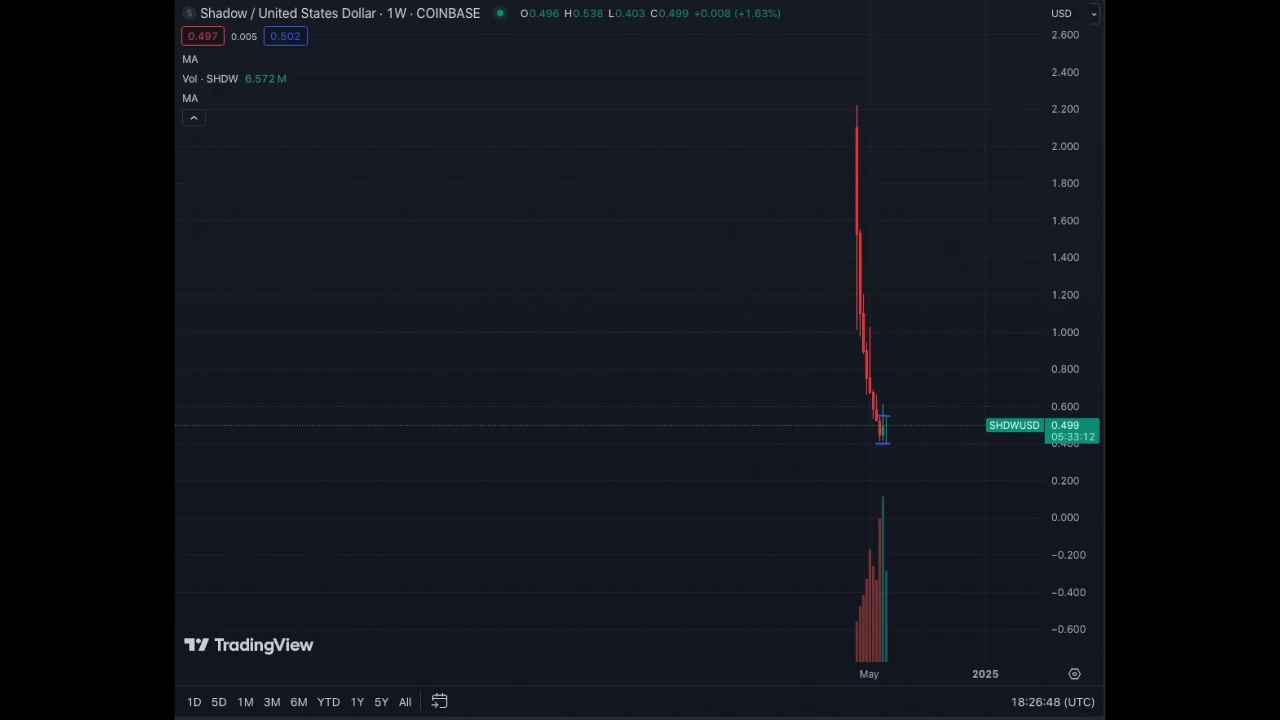 S Shadow / United States Dollar · 1W · COINBASE O0.496 H0.538 L0.403 C0.499 +0.008 (+1.63%) USD
0.497 0.005 0.502
MA
Vol · SHDW 6.572 M
MA
2.600
2.400
2.200
2.000
1.800
1.600
1.400
1.200
1.000
0.800
0.600
SHDWUSD 0.499
05:33:12
0.400
0.200
0.000
−0.200
−0.400
−0.600
TradingView
May 2025
1D 5D 1M 3M 6M YTD 1Y 5Y All 18:26:48 (UTC)